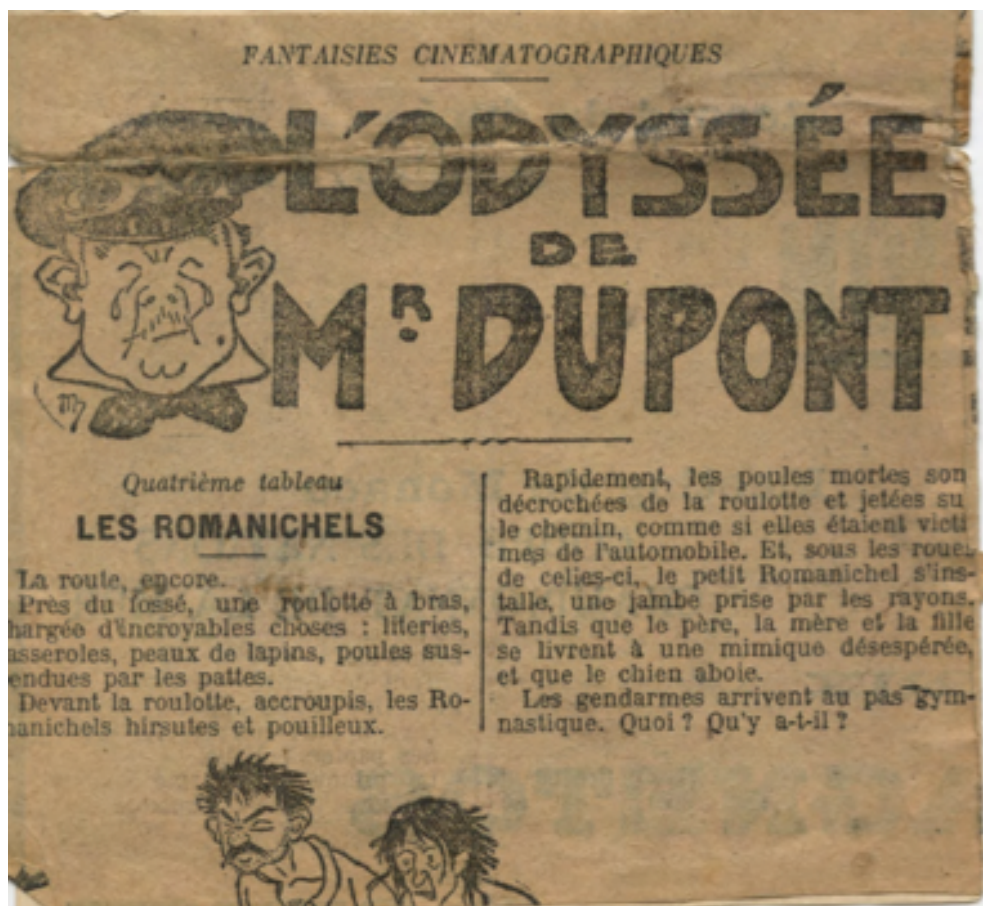 FANTAISIES CINEMATOGRAPHIQUES
L'ODYSSÉE
DE
MR. DUPONT
Quatrième tableau
LES ROMANICHELS
La route, encore.
Près du fossé, une roulotte à bras,
hargée d'incroyables choses : literies,
asseroles, peaux de lapins, poules sus-
endues par les pattes.
Devant la roulotte, accroupis, les Ro-
manichels hirsutes et pouilleux.
Rapidement, les poules mortes son
décrochées de la roulotte et jetées su
le chemin, comme si elles étaient victi
mes de l'automobile. Et, sous les roues
de celles-ci, le petit Romanichel s'ins-
talle, une jambe prise par les rayons.
Tandis que le père, la mère et la fille
se livrent à une mimique désespérée,
et que le chien aboie.
Les gendarmes arrivent au pas gym-
nastique. Quoi ? Qu'y a-t-il ?